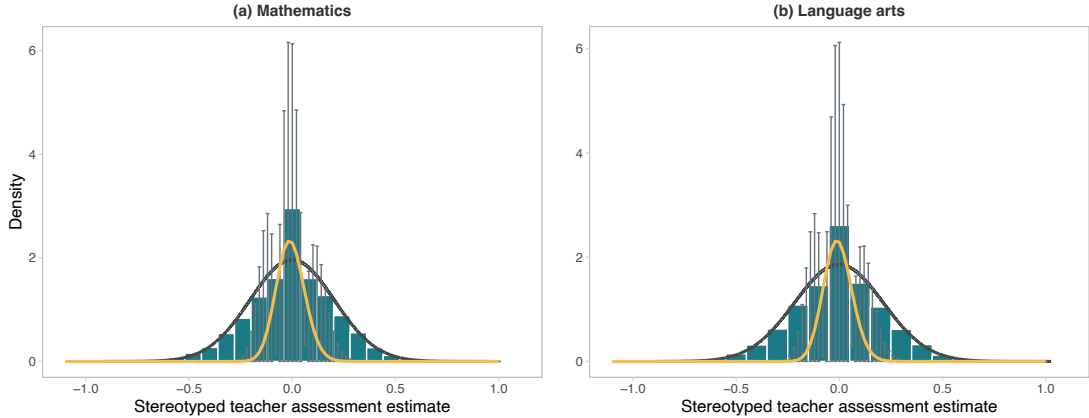 (a) Mathematics
(b) Language arts
Density
6
4
2
0
−1.0 −0.5 0.0 0.5 1.0
Stereotyped teacher assessment estimate
6
4
2
0
−1.0 −0.5 0.0 0.5 1.0
Stereotyped teacher assessment estimate